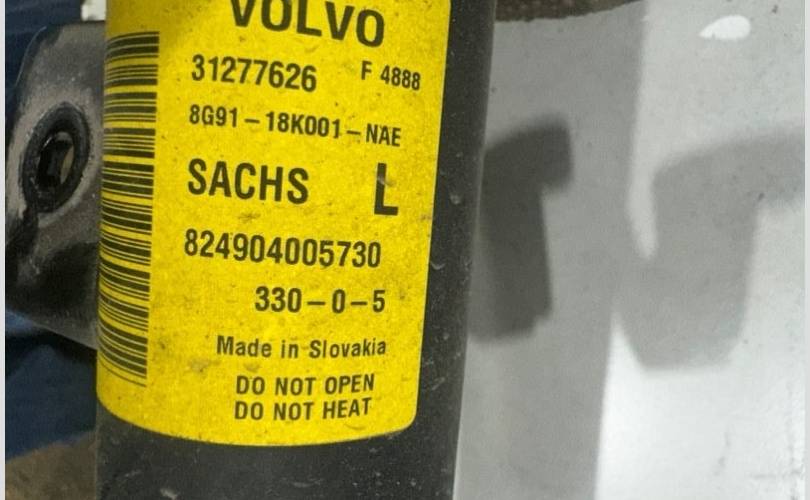 VOLVO
31277626 F 4888
8G91-18K001-NAE
SACHS L
824904005730
330-0-5
Made in Slovakia
DO NOT OPEN
DO NOT HEAT